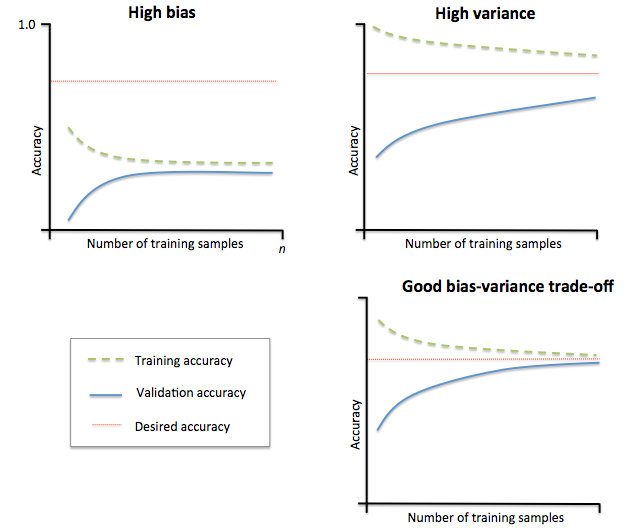 High bias
1.0
Accuracy
Number of training samples
n
High variance
Accuracy
Number of training samples
Good bias-variance trade-off
Accuracy
Number of training samples
Training accuracy
Validation accuracy
Desired accuracy